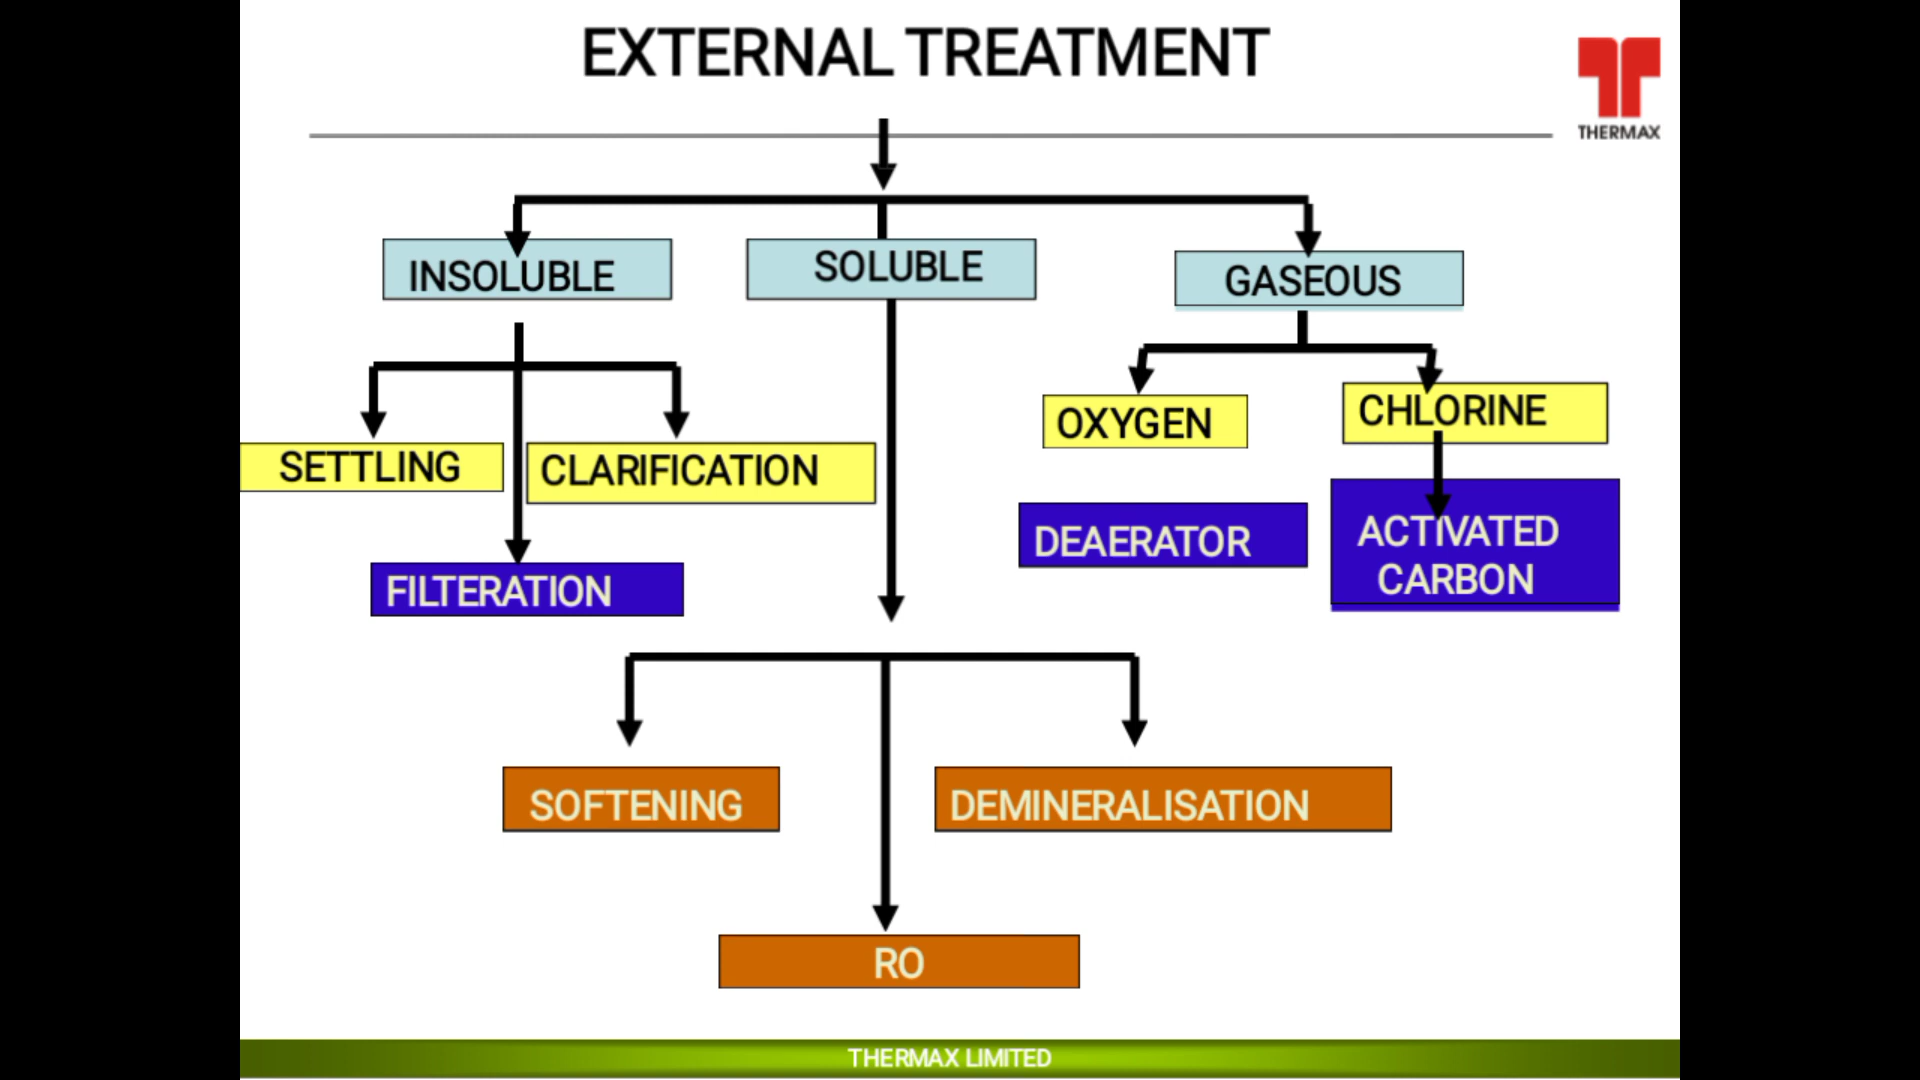 EXTERNAL TREATMENT
THERMAX
INSOLUBLE
SOLUBLE
GASEOUS
OXYGEN
CHLORINE
SETTLING
CLARIFICATION
DEAERATOR
ACTIVATED
CARBON
FILTERATION
SOFTENING
DEMINERALISATION
RO
THERMAX LIMITED